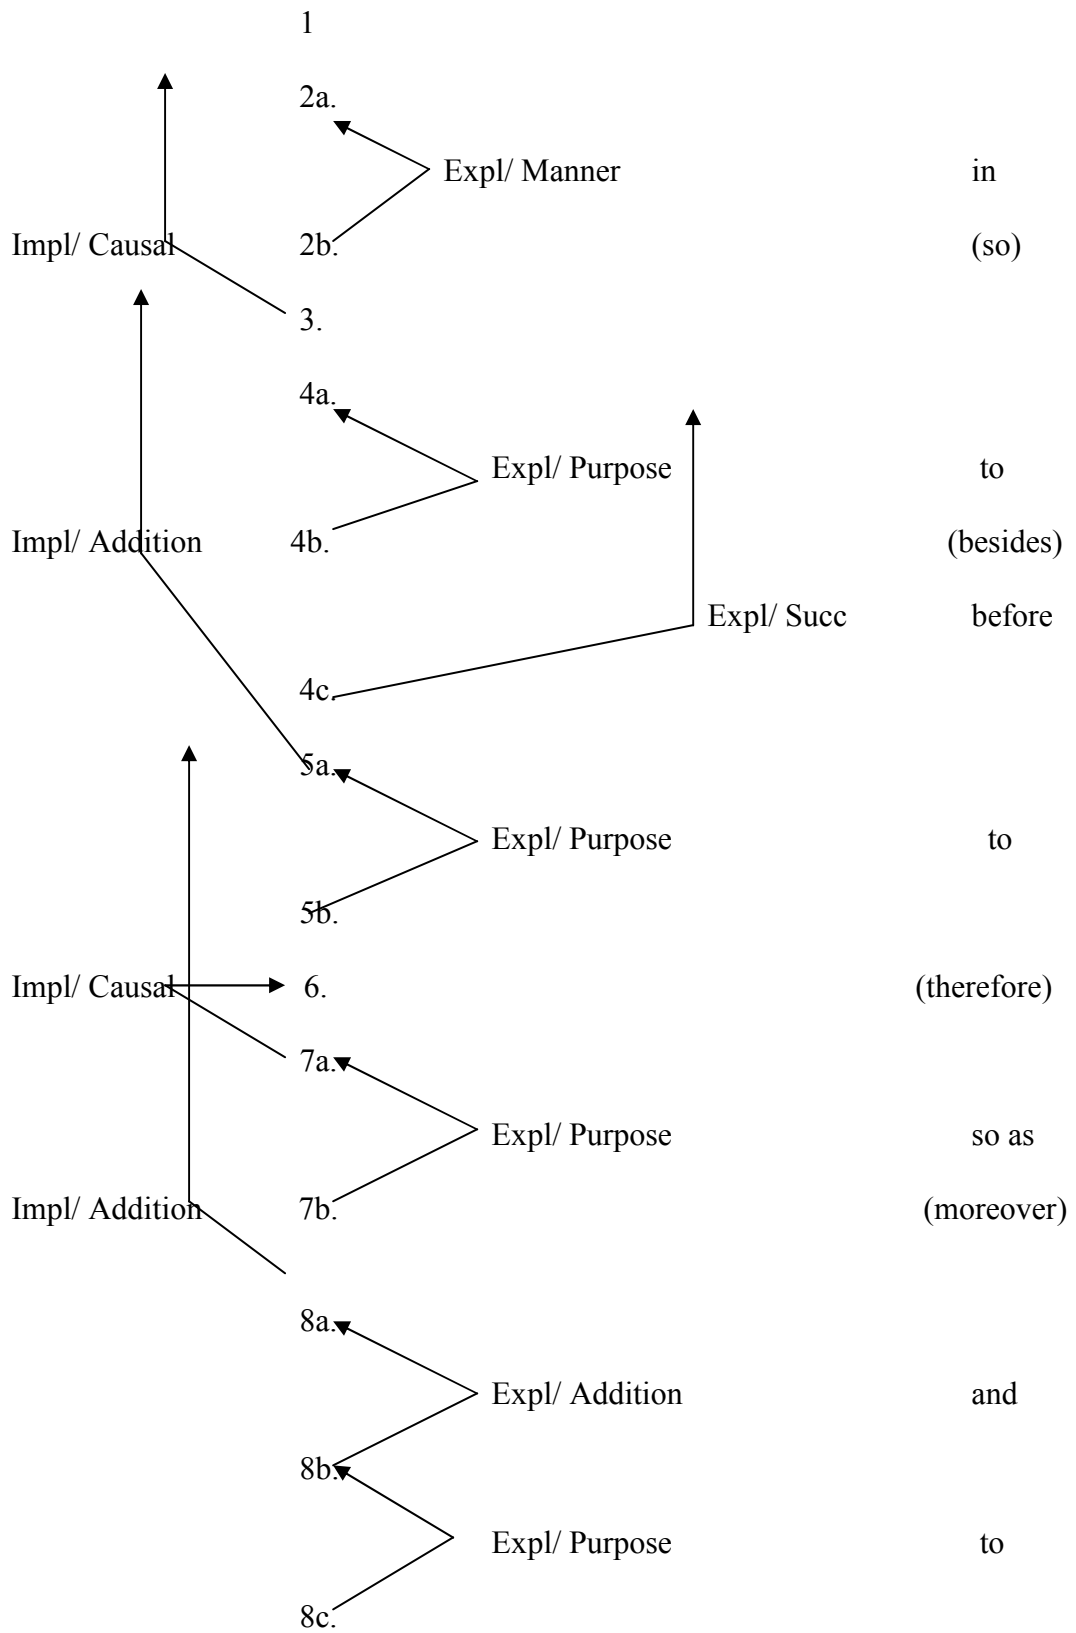 1
2a.
Expl/ Manner in
Impl/ Causal 2b. (so)
3.
4a.
Expl/ Purpose to
Impl/ Addition 4b. (besides)
Expl/ Succ before
4c.
5a.
Expl/ Purpose to
5b.
Impl/ Causal 6. (therefore)
7a.
Expl/ Purpose so as
Impl/ Addition 7b. (moreover)
8a.
Expl/ Addition and
8b.
Expl/ Purpose to
8c.